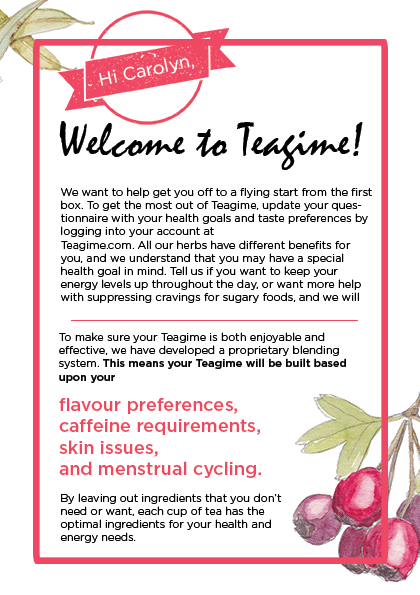 Hi Carolyn,
Welcome to Teagime!
We want to help get you off to a flying start from the first
box. To get the most out of Teagime, update your ques-
tionnaire with your health goals and taste preferences by
logging into your account at
Teagime.com. All our herbs have different benefits for
you, and we understand that you may have a special
health goal in mind. Tell us if you want to keep your
energy levels up throughout the day, or want more help
with suppressing cravings for sugary foods, and we will
To make sure your Teagime is both enjoyable and
effective, we have developed a proprietary blending
system. This means your Teagime will be built based
upon your
flavour preferences,
caffeine requirements,
skin issues,
and menstrual cycling.
By leaving out ingredients that you don't
need or want, each cup of tea has the
optimal ingredients for your health and
energy needs.